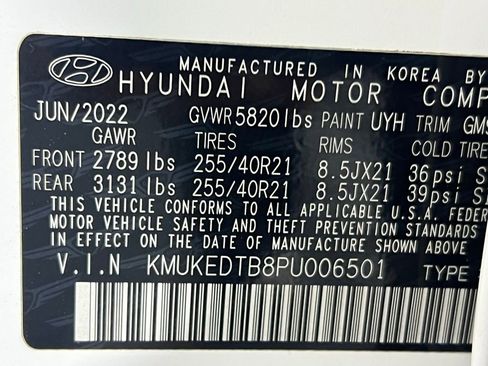 MANUFACTURED IN KOREA BY
HYUNDAI MOTOR COMP
JUN/2022 GVWR 5820 lbs PAINT UYH TRIM GMS
GAWR TIRES RIMS COLD TIRE
FRONT 2789 lbs 255/40R21 8.5JX21 36psi S
REAR 3131 lbs 255/40R21 8.5JX21 39psi S
THIS VEHICLE CONFORMS TO ALL APPLICABLE U.S.A. FEDER
MOTOR VEHICLE SAFETY AND THEFT PREVENTION STANDARDS
IN EFFECT ON THE DATE OF MANUFACTURE SHOWN ABOVE
V.I.N KMUKEDTB8PU006501 TYPE